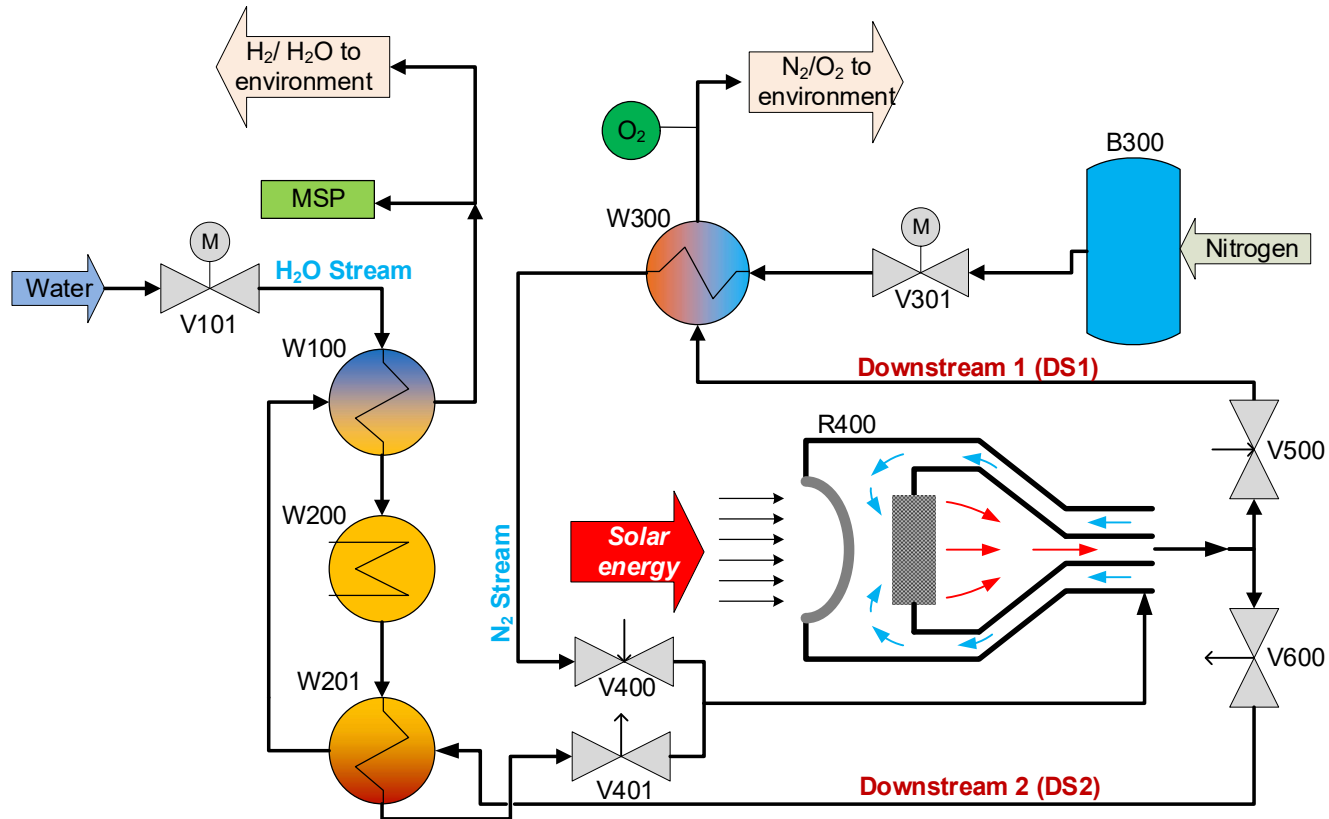 H₂/ H₂O to
environment
N₂/O₂ to
environment
O₂
B300
MSP
W300
M
M
Nitrogen
H₂O Stream
Water
V101
V301
W100
Downstream 1 (DS1)
R400
V500
W200
Solar
energy
N₂ Stream
V600
W201
V400
V401
Downstream 2 (DS2)